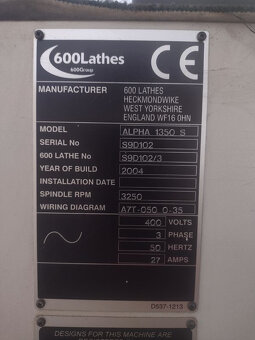 600Lathes
600Group
CE
MANUFACTURER 600 LATHES
HECKMONDWIKE
WEST YORKSHIRE
ENGLAND WF16 0HN
MODEL ALPHA 1350 S
SERIAL No S9D102
600 LATHE No S9D102/3
YEAR OF BUILD 2004
INSTALLATION DATE
SPINDLE RPM 3250
WIRING DIAGRAM A7T-050 0-35
400 VOLTS
3 PHASE
50 HERTZ
27 AMPS
D537-1213
DESIGNS FOR THIS MACHINE ARE